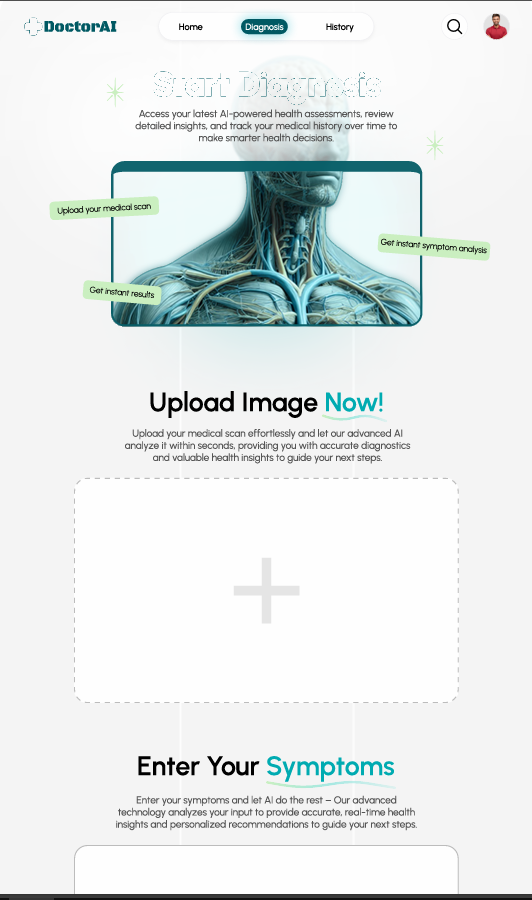 DoctorAI
Home
Diagnosis
History
Start Diagnosis
Access your latest AI-powered health assessments, review
detailed insights, and track your medical history over time to
make smarter health decisions.
Upload your medical scan
Get instant symptom analysis
Get instant results
Upload Image Now!
Upload your medical scan effortlessly and let our advanced AI
analyze it within seconds, providing you with accurate diagnostics
and valuable health insights to guide your next steps.
Enter Your Symptoms
Enter your symptoms and let AI do the rest – Our advanced
technology analyzes your input to provide accurate, real-time health
insights and personalized recommendations to guide your next steps.